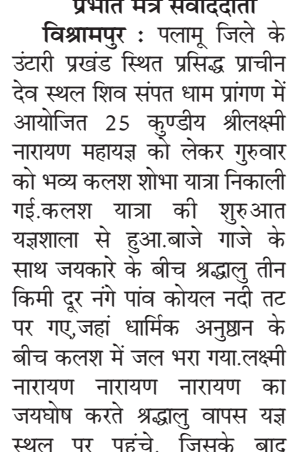 प्रभात मंत्र संवाददाता
विश्रामपुर : पलामू जिले के
उंटारी प्रखंड स्थित प्रसिद्ध प्राचीन
देव स्थल शिव संपत धाम प्रांगण में
आयोजित 25 कुण्डीय श्रीलक्ष्मी
नारायण महायज्ञ को लेकर गुरुवार
को भव्य कलश शोभा यात्रा निकाली
गई.कलश यात्रा की शुरुआत
यज्ञशाला से हुआ.बाजे गाजे के
साथ जयकारे के बीच श्रद्धालु तीन
किमी दूर नंगे पांव कोयल नदी तट
पर गए,जहां धार्मिक अनुष्ठान के
बीच कलश में जल भरा गया.लक्ष्मी
नारायण नारायण नारायण का
जयघोष करते श्रद्धालु वापस यज्ञ
स्थल पर पहुंचे. जिसके बाद